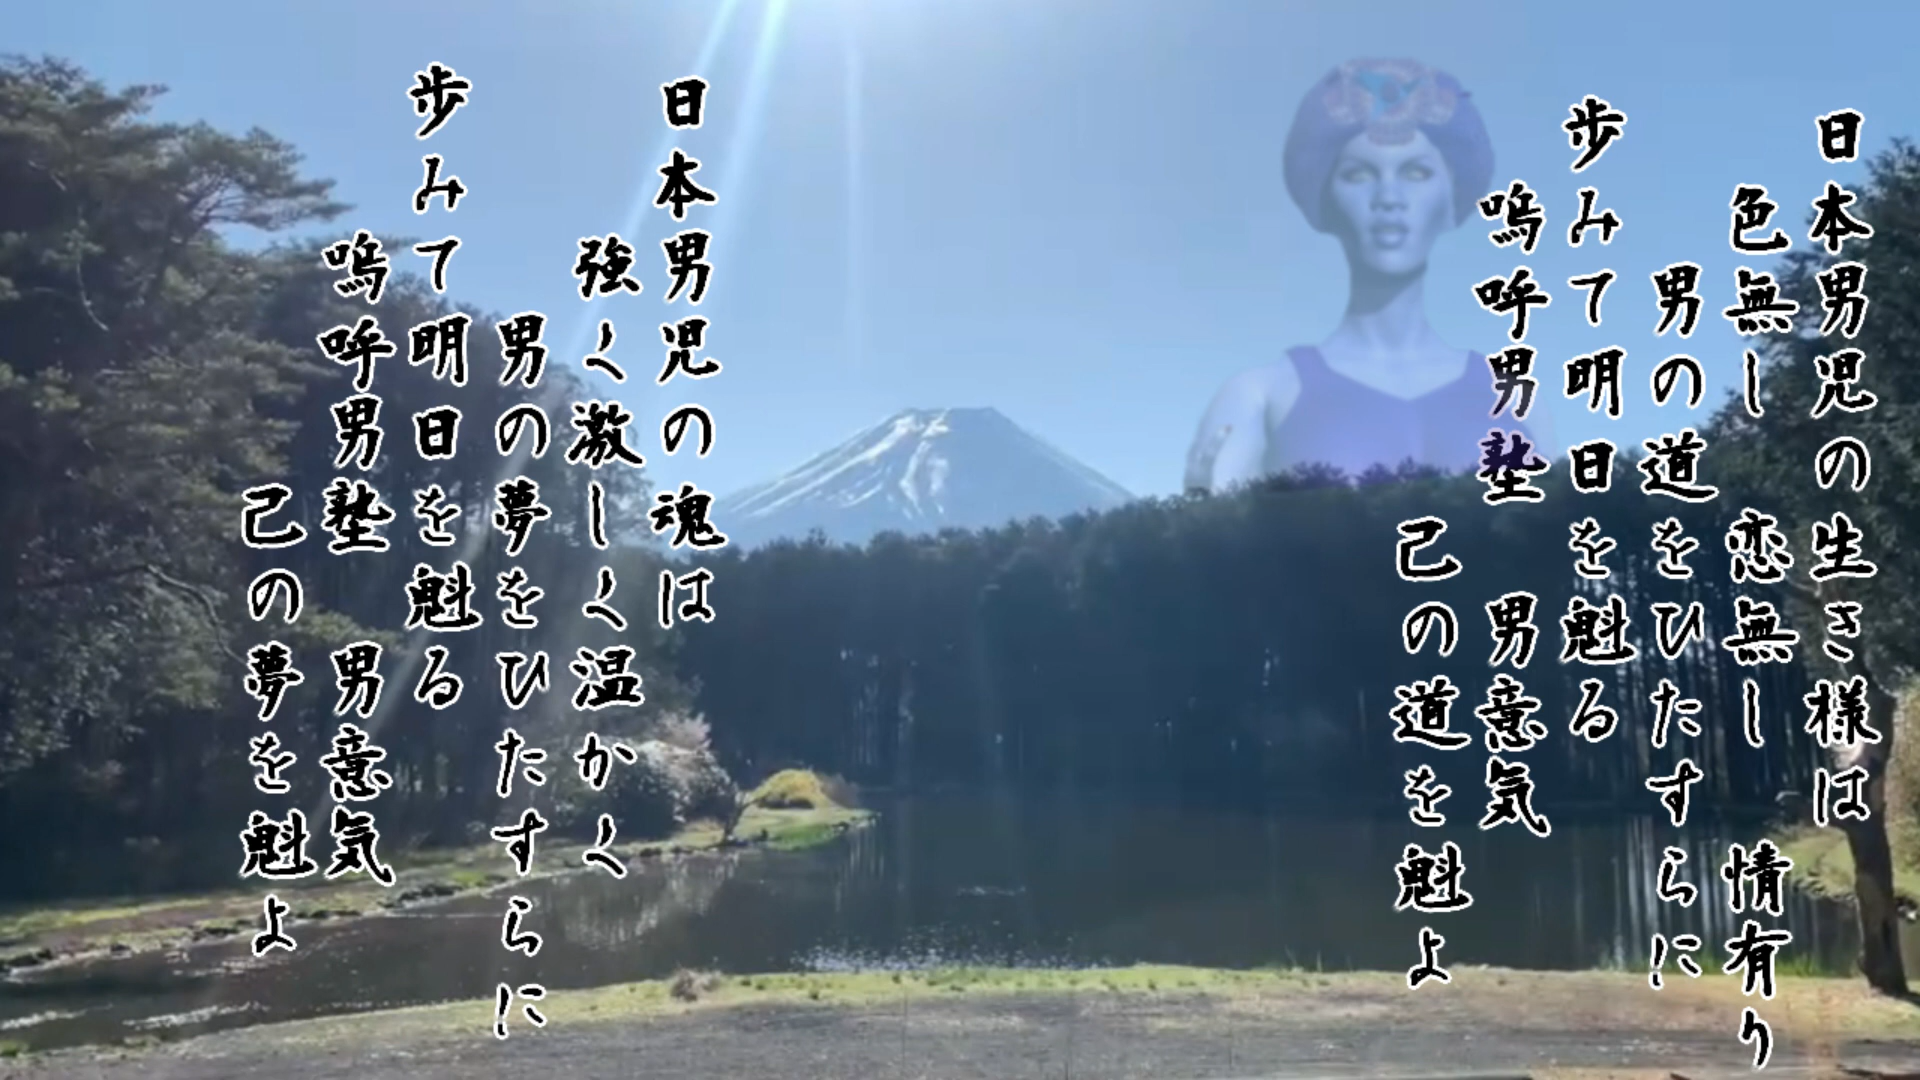 日本男児の生き様は
色無し 恋無し 情有り
男の道をひたすらに
歩みて明日を魁る
嗚呼男塾 男意気
己の道を魁よ
日本男児の魂は
強く激しく温かく
男の夢をひたすらに
歩みて明日を魁る
嗚呼男塾 男意気
己の夢を魁よ